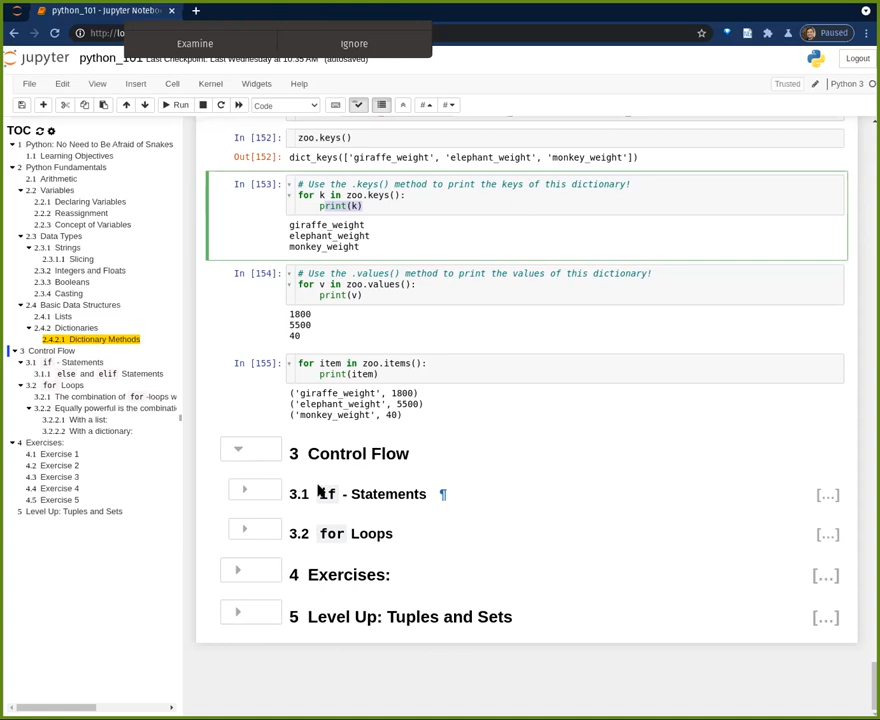 python_101 - Jupyter Notebo
Paused
http://lo
Examine
Ignore
jupyter
python_101 Last Checkpoint: Last Wednesday at 10:35 AM (autosaved)
Logout
File Edit View Insert Cell Kernel Widgets Help
Trusted
Python 3
Run
Code
TOC
1 Python: No Need to Be Afraid of Snakes
1.1 Learning Objectives
2 Python Fundamentals
2.1 Arithmetic
2.2 Variables
2.2.1 Declaring Variables
2.2.2 Reassignment
2.2.3 Concept of Variables
2.3 Data Types
2.3.1 Strings
2.3.1.1 Slicing
2.3.2 Integers and Floats
2.3.3 Booleans
2.3.4 Casting
2.4 Basic Data Structures
2.4.1 Lists
2.4.2 Dictionaries
2.4.2.1 Dictionary Methods
3 Control Flow
3.1 if - Statements
3.1.1 else and elif Statements
3.2 for Loops
3.2.1 The combination of for -loops w
3.2.2 Equally powerful is the combinati
3.2.2.1 With a list:
3.2.2.2 With a dictionary:
4 Exercises:
4.1 Exercise 1
4.2 Exercise 2
4.3 Exercise 3
4.4 Exercise 4
4.5 Exercise 5
5 Level Up: Tuples and Sets
In [152]: zoo.keys()
Out[152]: dict_keys(['giraffe_weight', 'elephant_weight', 'monkey_weight'])
In [153]: # Use the .keys() method to print the keys of this dictionary!
for k in zoo.keys():
print(k)
giraffe_weight
elephant_weight
monkey_weight
In [154]: # Use the .values() method to print the values of this dictionary!
for v in zoo.values():
print(v)
1800
5500
40
In [155]: for item in zoo.items():
print(item)
('giraffe_weight', 1800)
('elephant_weight', 5500)
('monkey_weight', 40)
3 Control Flow
3.1 if - Statements ¶ [...]
3.2 for Loops [...]
4 Exercises: [...]
5 Level Up: Tuples and Sets [...]